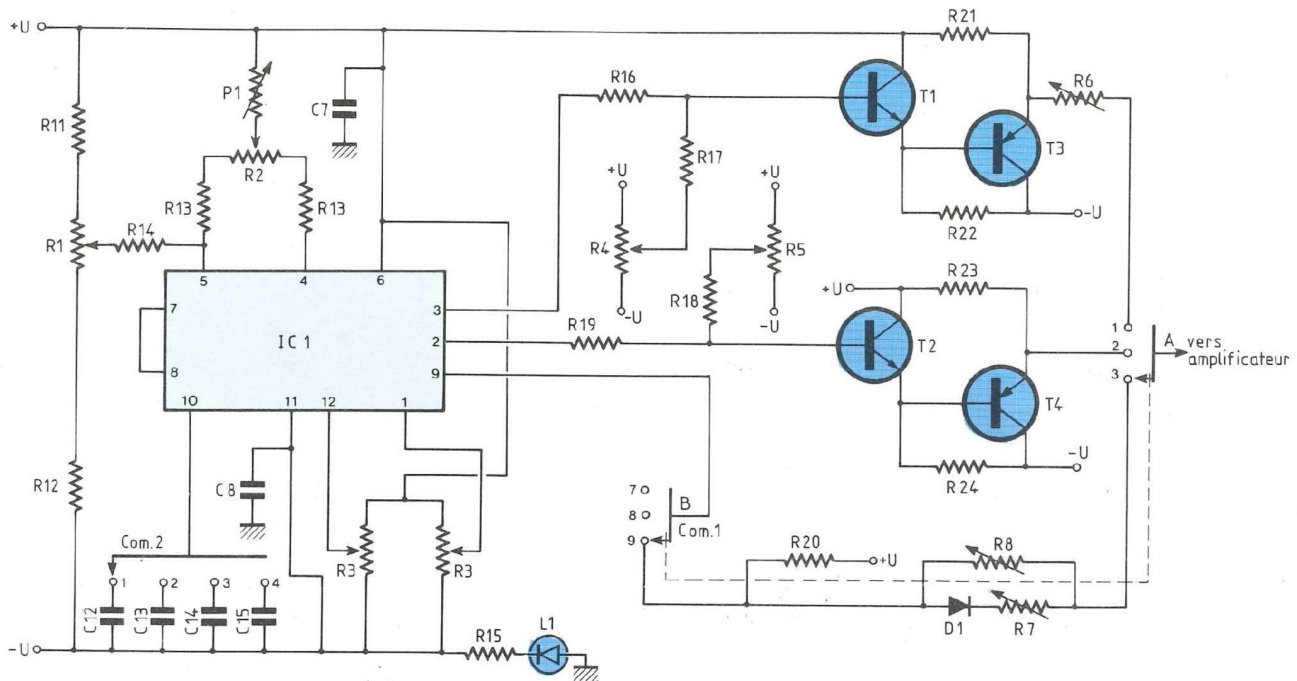 +U
R21
P1
C7
R16
T1
R6
R11
R17
T3
R2
+U
+U
R13
R13
R22
-U
R1
R14
R4
R5
5
4
6
R18
+U
R23
7
3
-U
-U
IC1
R19
1
2
T2
2
A
vers
amplificateur
8
9
3
10
11
12
1
T4
-U
R12
C8
R24
7
B
8
Com.1
Com.2
R3
R3
9
R20
+U
R8
1
2
3
4
C12
C13
C14
C15
D1
R7
-U
R15
L1